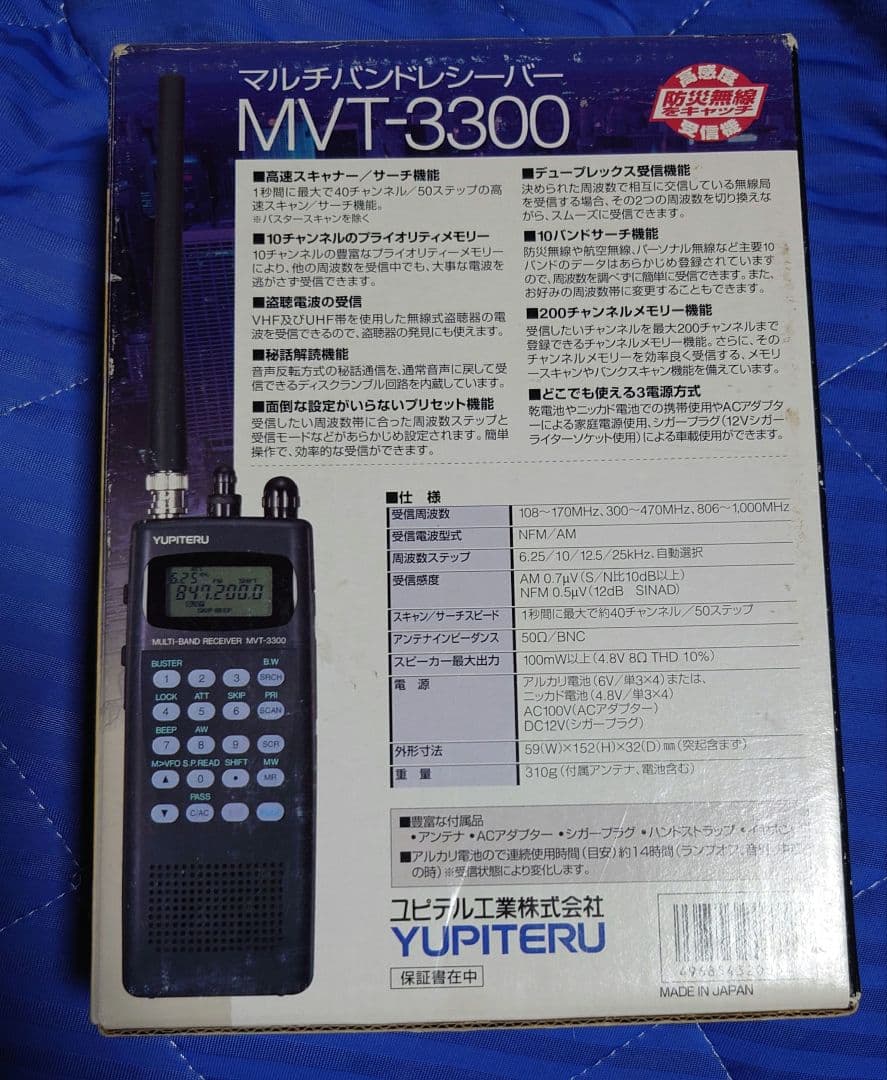 マルチバンドレシーバー
MVT-3300
高感度
防災無線
をキャッチ
受信機
■高速スキャナー/サーチ機能
1秒間に最大で40チャンネル/50ステップの高
速スキャン/サーチ機能。
※バスタースキャンを除く
■10チャンネルのプライオリティメモリー
10チャンネルの豊富なプライオリティーメモリー
により、他の周波数を受信中でも、大事な電波を
逃がさず受信できます。
■盗聴電波の受信
VHF及びUHF帯を使用した無線式盗聴器の電
波を受信できるので、盗聴器の発見にも使えます。
■秘話解読機能
音声反転方式の秘話通信を、通常音声に戻して受
信できるディスクランブル回路を内蔵しています。
■面倒な設定がいらないプリセット機能
受信したい周波数帯に合った周波数ステップと
受信モードなどがあらかじめ設定されます。簡単
操作で、効率的な受信ができます。
■デュープレックス受信機能
決められた周波数で相互に交信している無線局
を受信する場合、その2つの周波数を切り換えな
がら、スムーズに受信できます。
■10バンドサーチ機能
防災無線や航空無線、パーソナル無線など主要10
バンドのデータはあらかじめ登録されています
ので、周波数を調べずに簡単に受信できます。また、
お好みの周波数帯に変更することもできます。
■200チャンネルメモリー機能
受信したいチャンネルを最大200チャンネルまで
登録できるチャンネルメモリー機能。さらに、その
チャンネルメモリーを効率良く受信する、メモリ
ースキャンやバンクスキャン機能を備えています。
■どこでも使える3電源方式
乾電池やニッカド電池での携帯使用やACアダプタ
ーによる家庭電源使用、シガープラグ(12Vシガー
ライターソケット使用)による車載使用ができます。
■仕 様
受信周波数 108〜170MHz、300〜470MHz、806〜1,000MHz
受信電波型式 NFM/AM
周波数ステップ 6.25/10/12.5/25kHz、自動選択
受信感度 AM 0.7μV(S/N比10dB以上)
NFM 0.5μV(12dB SINAD)
スキャン/サーチスピード 1秒間に最大で約40チャンネル/50ステップ
アンテナインピーダンス 50Ω/BNC
スピーカー最大出力 100mW以上(4.8V 8Ω THD 10%)
電 源 アルカリ電池(6V/単3×4)または、
ニッカド電池(4.8V/単3×4)
AC100V(ACアダプター)
DC12V(シガープラグ)
外形寸法 59(W)×152(H)×32(D)㎜(突起含まず)
重 量 310g(付属アンテナ、電池含む)
■豊富な付属品
•アンテナ •ACアダプター •シガープラグ •ハンドストラップ •イヤホン
■アルカリ電池ので連続使用時間(目安)約14時間(ランプオフ、音
の時)※受信状態により変化します。
ユピテル工業株式会社
YUPITERU
保証書在中
MADE IN JAPAN
YUPITERU
6.25
SHIFT
847.200.0
SKIP BEEP
MULTI-BAND RECEIVER MVT-3300
BUSTER B.W
1 2 3 SRCH
LOCK ATT SKIP PRI
4 5 6 SCAN
BEEP AW
7 8 9 SCR
M>VFO S.P.READ SHIFT MW
▲ 0 • MR
PASS
▼ C/AC